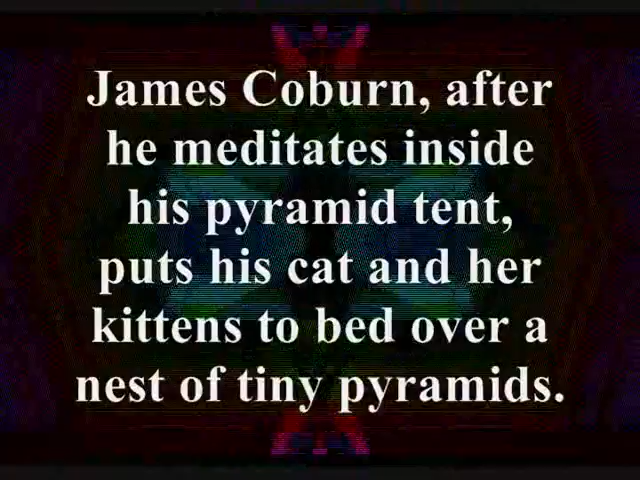 James Coburn, after
he meditates inside
his pyramid tent,
puts his cat and her
kittens to bed over a
nest of tiny pyramids.